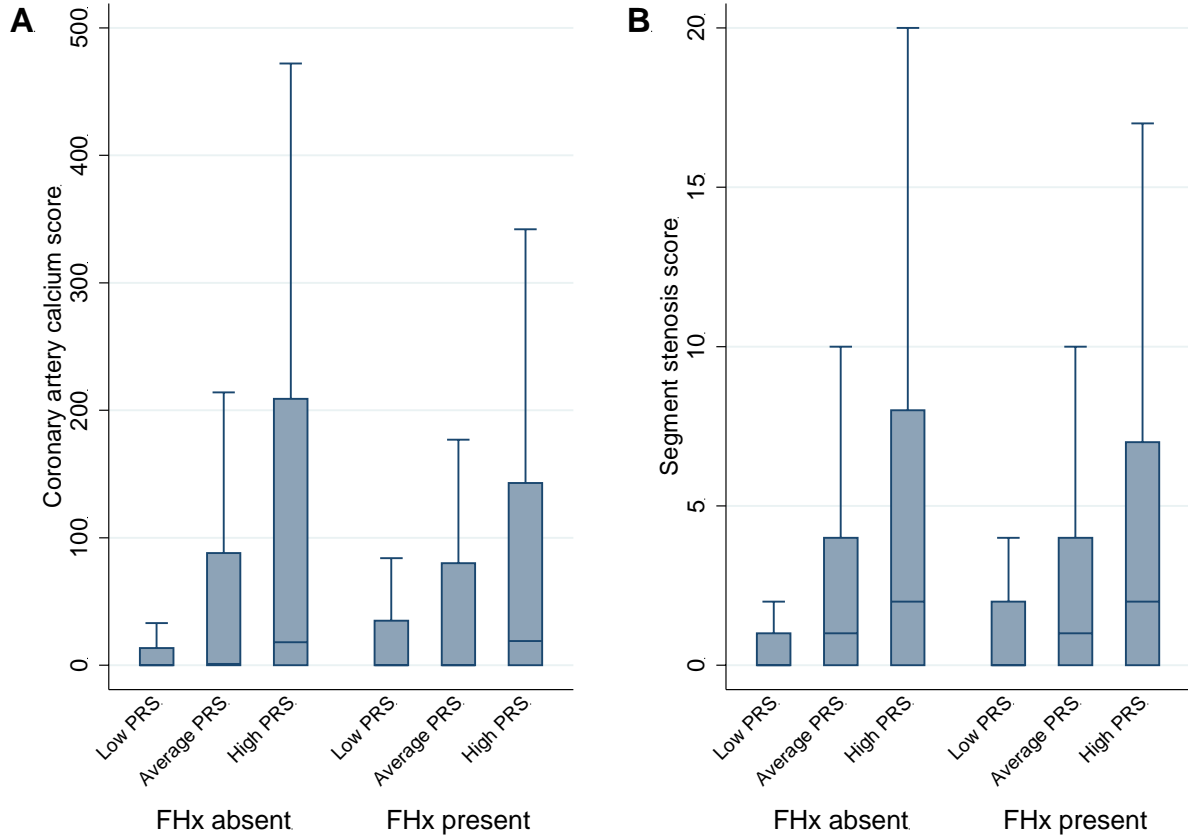 A
Coronary artery calcium score
500
400
300
200
100
0
Low PRS
Average PRS
High PRS
Low PRS
Average PRS
High PRS
FHx absent
FHx present
B
Segment stenosis score
20
15
10
5
0
Low PRS
Average PRS
High PRS
Low PRS
Average PRS
High PRS
FHx absent
FHx present